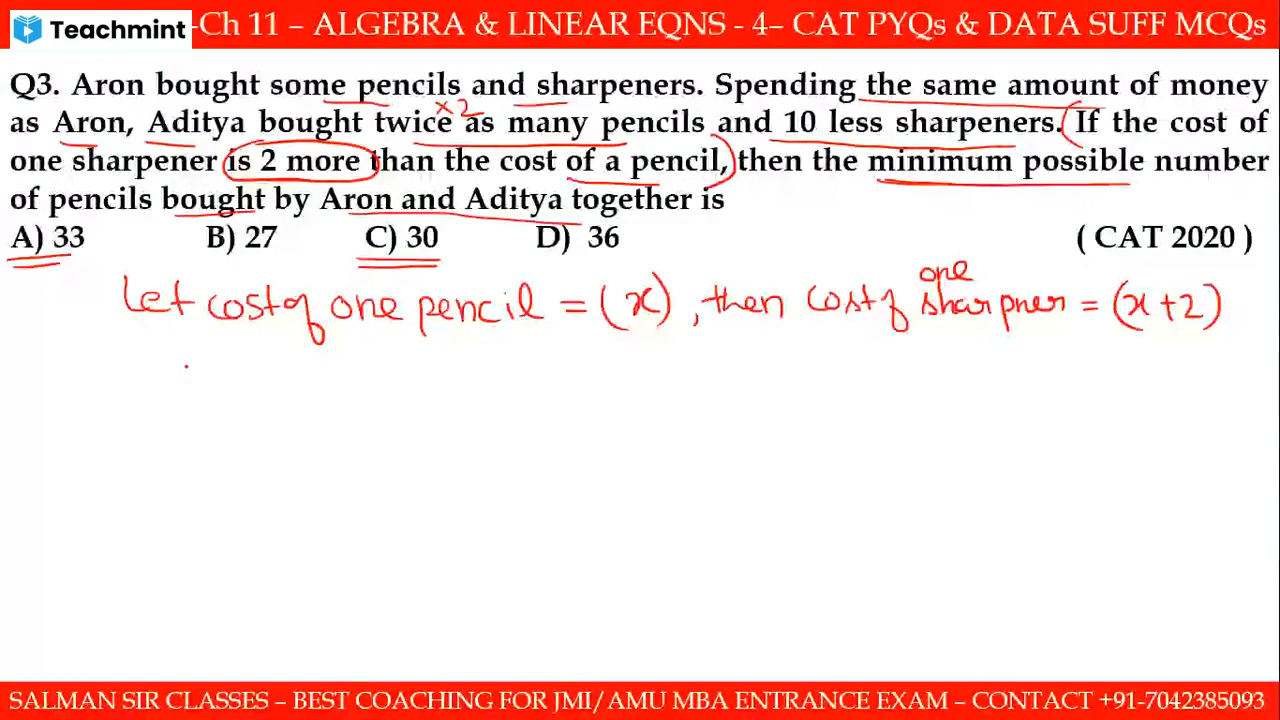 Teachmint
-Ch 11 – ALGEBRA & LINEAR EQNS - 4– CAT PYQs & DATA SUFF MCQs
Q3. Aron bought some pencils and sharpeners. Spending the same amount of money
×2
as Aron, Aditya bought twice as many pencils and 10 less sharpeners. If the cost of
one sharpener is 2 more than the cost of a pencil, then the minimum possible number
of pencils bought by Aron and Aditya together is
A) 33 B) 27 C) 30 D) 36 ( CAT 2020 )
one
Let cost of one pencil = (x), then cost of sharpner = (x+2)
SALMAN SIR CLASSES – BEST COACHING FOR JMI/AMU MBA ENTRANCE EXAM – CONTACT +91-7042385093